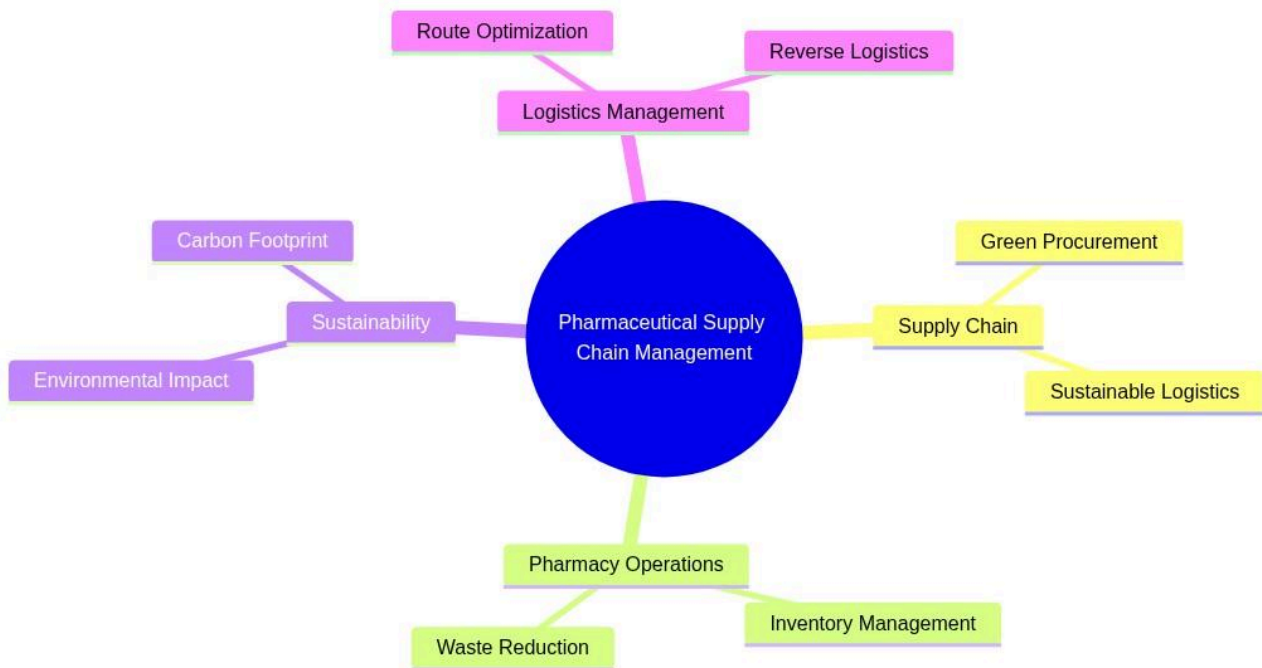 Route Optimization
Reverse Logistics
Logistics Management
Carbon Footprint
Green Procurement
Sustainability
Pharmaceutical Supply
Chain Management
Supply Chain
Environmental Impact
Sustainable Logistics
Pharmacy Operations
Inventory Management
Waste Reduction